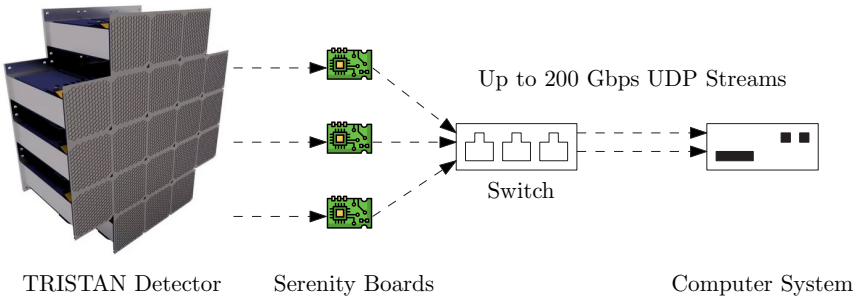 Up to 200 Gbps UDP Streams
Switch
TRISTAN Detector
Serenity Boards
Computer System